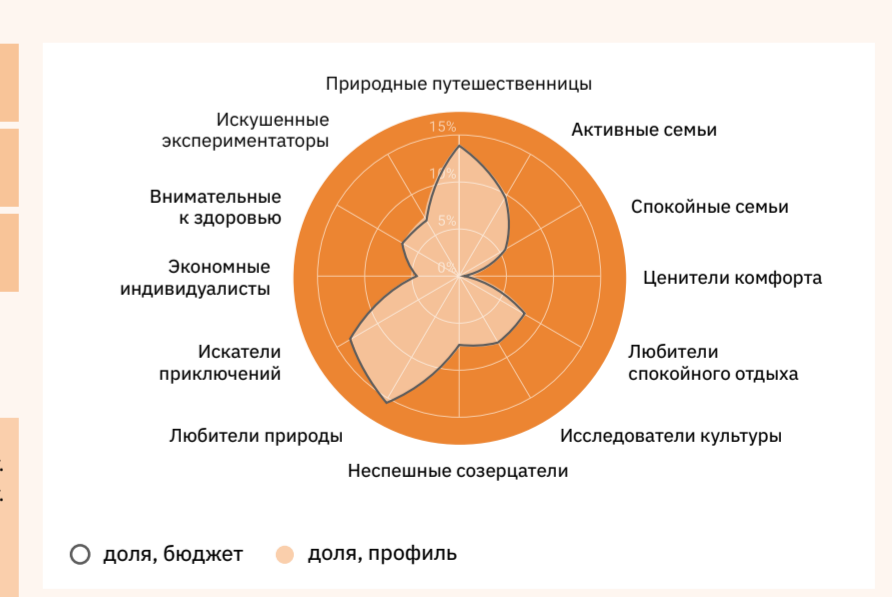 Природные путешественницы
Искушенные
экспериментаторы
Активные семьи
15%
10%
5%
0%
Внимательные
к здоровью
Спокойные семьи
Экономные
индивидуалисты
Ценители комфорта
Искатели
приключений
Любители
спокойного отдыха
Любители природы
Исследователи культуры
Неспешные созерцатели
доля, бюджет
доля, профиль